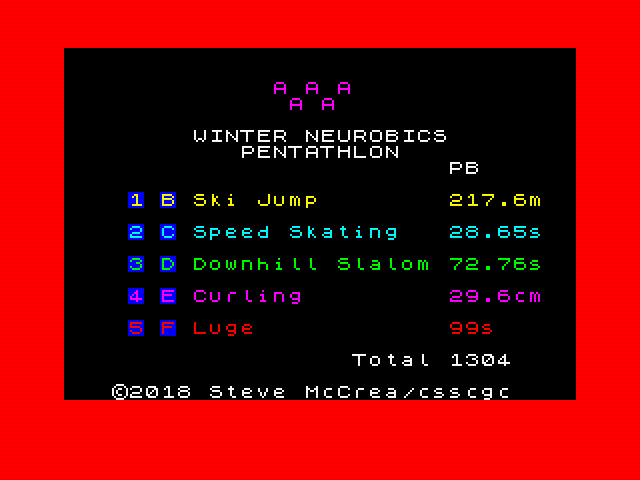 A A A
A A
WINTER NEUROBICS
PENTATHLON
PB
1 B Ski Jump 217.6m
2 C Speed Skating 28.65s
3 D Downhill Slalom 72.76s
4 E Curling 29.6cm
5 F Luge 99s
Total 1304
©2018 Steve McCrea/csscgc